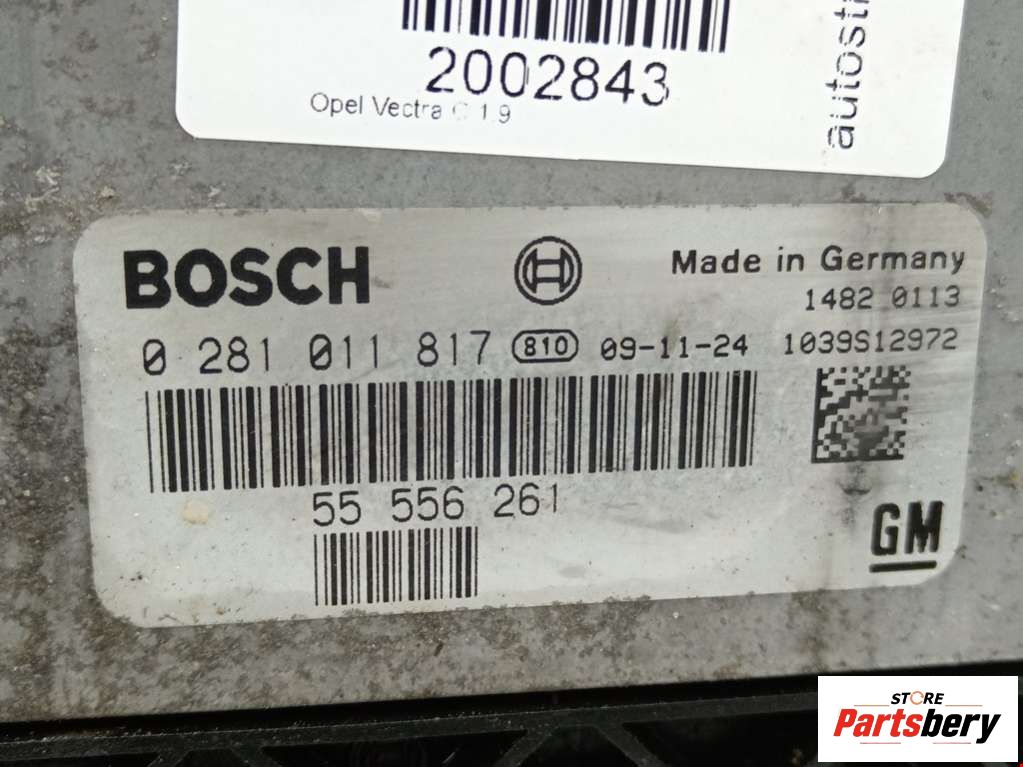 2002843
Opel Vectra C 1.9
BOSCH
Made in Germany
1482 0113
0 281 011 817 810 09-11-24 1039S12972
55 556 261
GM
STORE
Partsbery